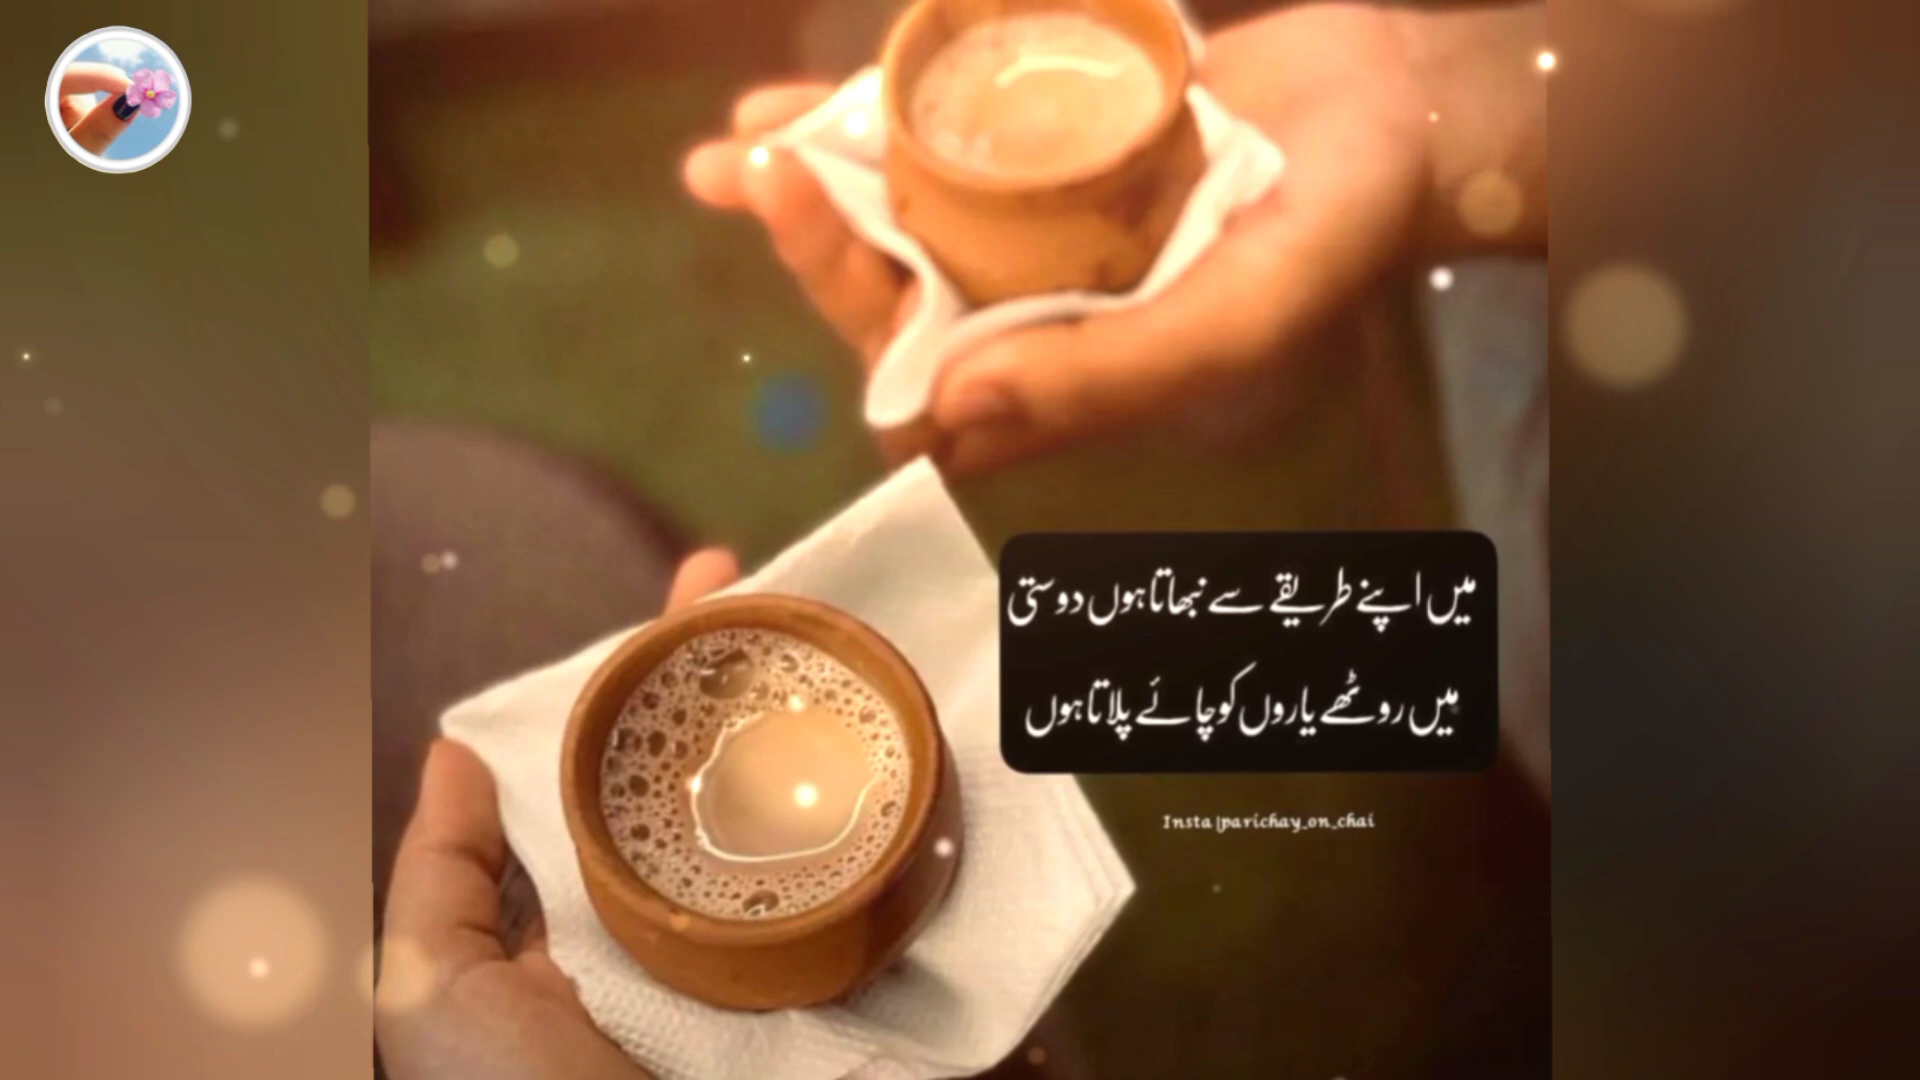 میں اپنے طریقے سے نبھاتا ہوں دوستی
میں روٹھے یاروں کو چائے پلاتا ہوں
Insta|parichay_on_chai